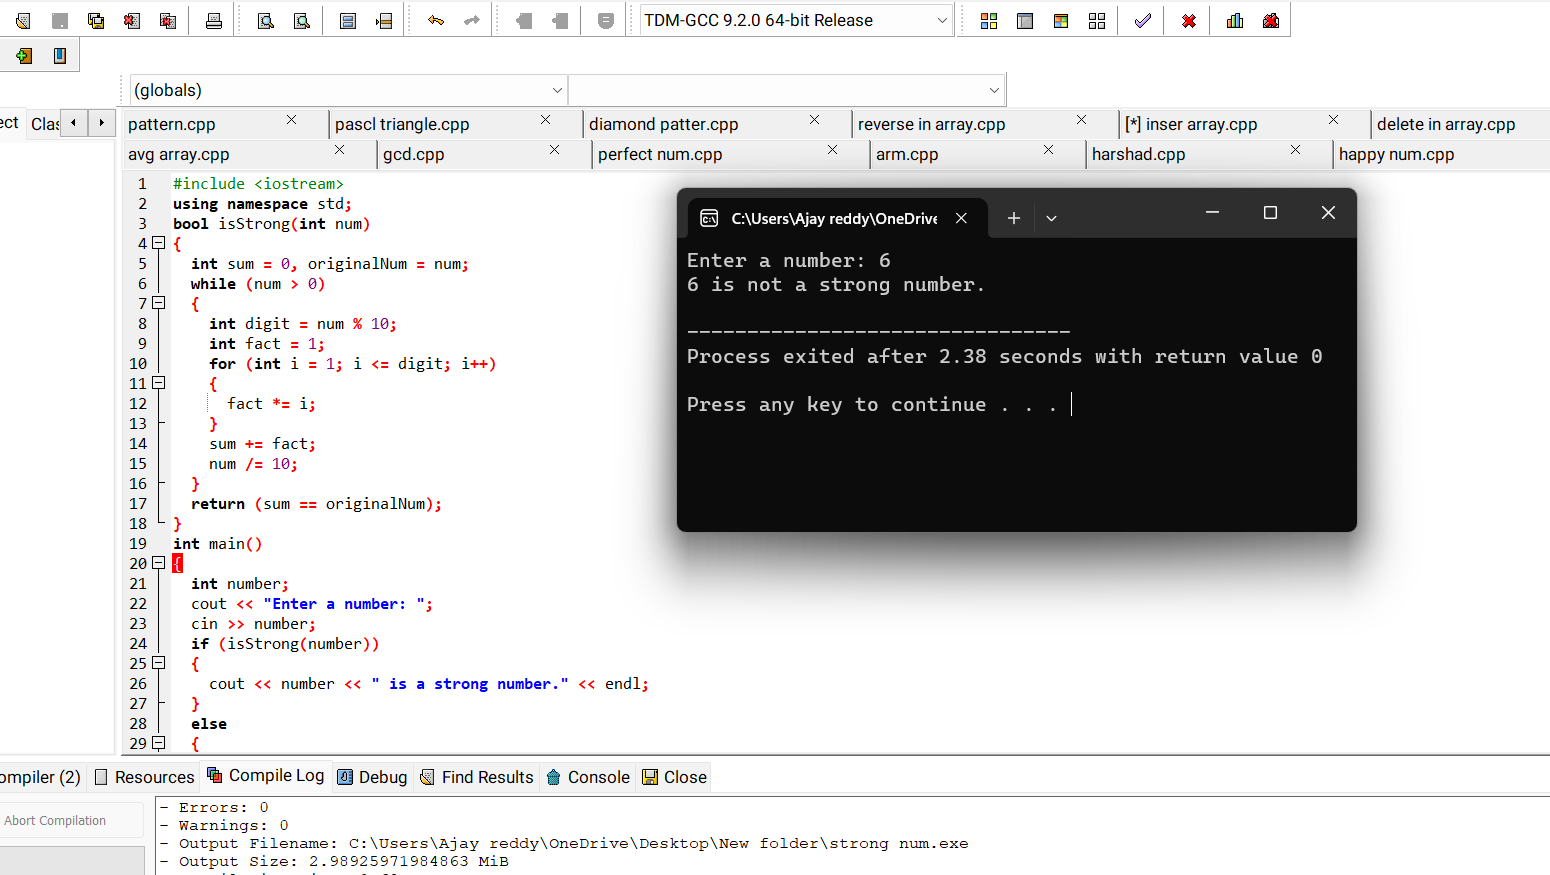 TDM-GCC 9.2.0 64-bit Release
(globals)
ect Clas
pattern.cpp pascl triangle.cpp diamond patter.cpp reverse in array.cpp [*] inser array.cpp delete in array.cpp
avg array.cpp gcd.cpp perfect num.cpp arm.cpp harshad.cpp happy num.cpp
1 #include <iostream>
2 using namespace std;
3 bool isStrong(int num)
4 {
5 int sum = 0, originalNum = num;
6 while (num > 0)
7 {
8 int digit = num % 10;
9 int fact = 1;
10 for (int i = 1; i <= digit; i++)
11 {
12 fact *= i;
13 }
14 sum += fact;
15 num /= 10;
16 }
17 return (sum == originalNum);
18 }
19 int main()
20 {
21 int number;
22 cout << "Enter a number: ";
23 cin >> number;
24 if (isStrong(number))
25 {
26 cout << number << " is a strong number." << endl;
27 }
28 else
29 {
C:\Users\Ajay reddy\OneDrive
Enter a number: 6
6 is not a strong number.
--------------------------------
Process exited after 2.38 seconds with return value 0
Press any key to continue . . .
ompiler (2) Resources Compile Log Debug Find Results Console Close
Abort Compilation
- Errors: 0
- Warnings: 0
- Output Filename: C:\Users\Ajay reddy\OneDrive\Desktop\New folder\strong num.exe
- Output Size: 2.98925971984863 MiB